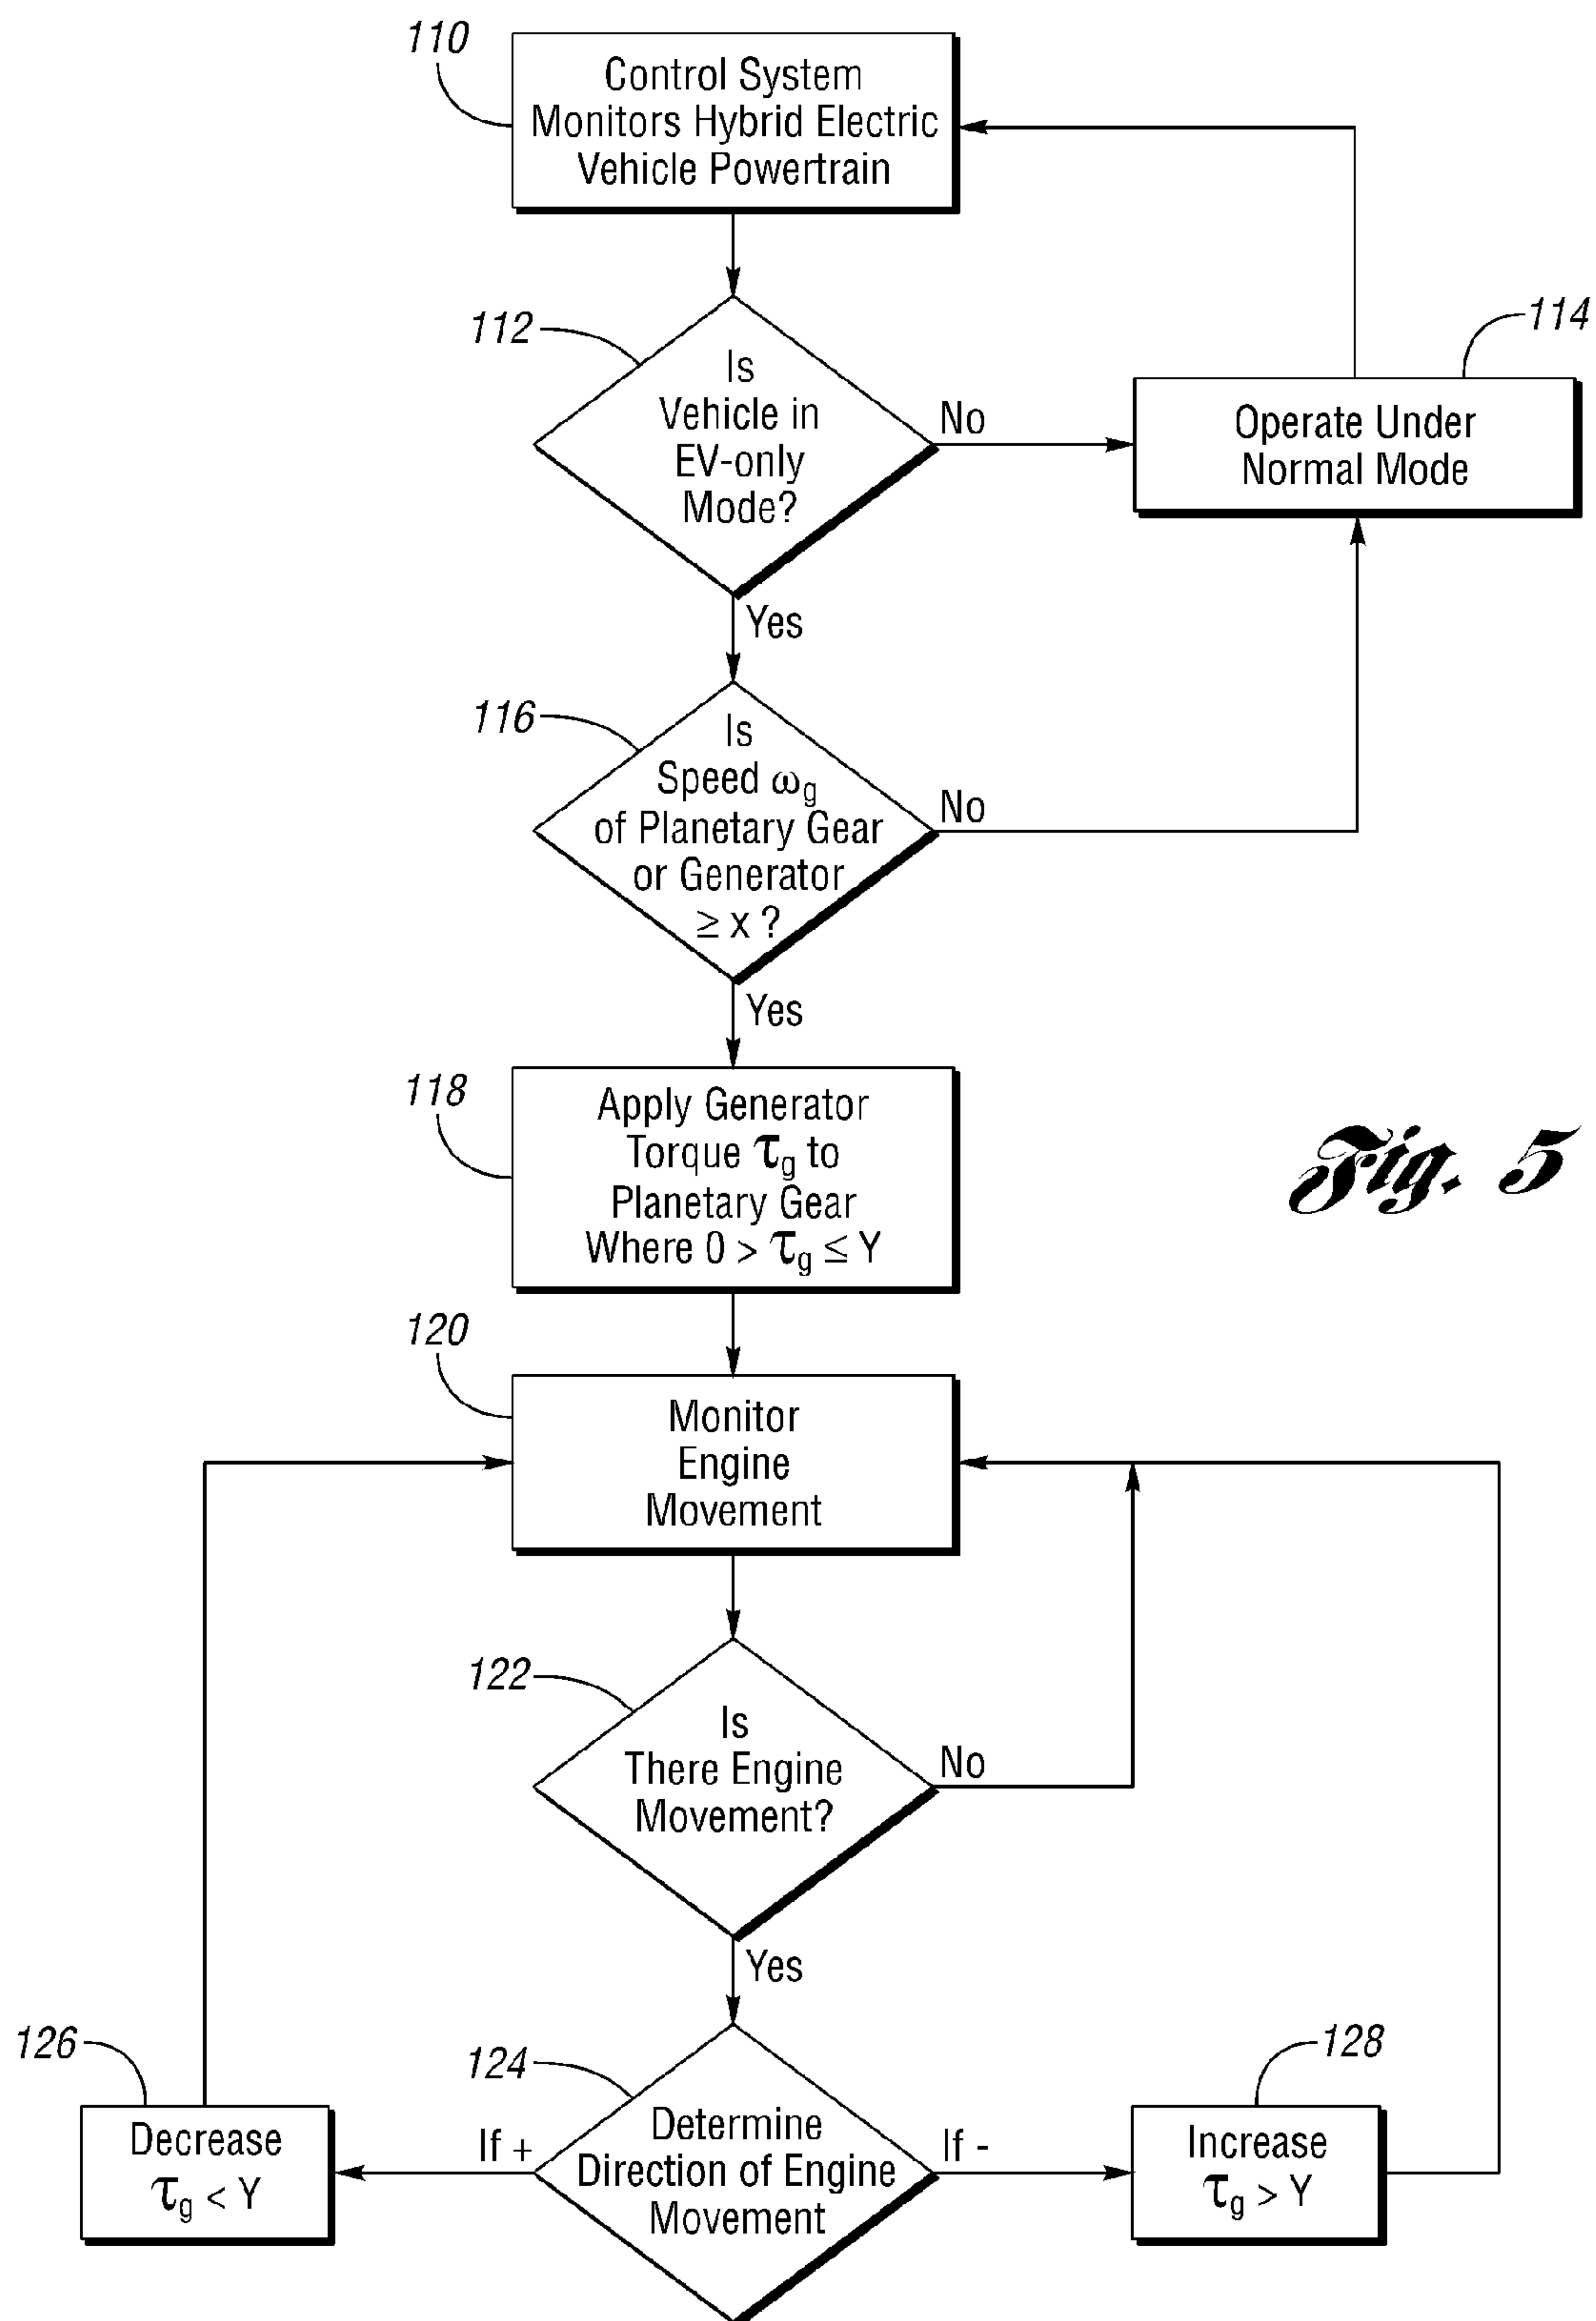 110
Control System
Monitors Hybrid Electric
Vehicle Powertrain
112
Is
Vehicle in
EV-only
Mode?
No
114
Operate Under
Normal Mode
Yes
116
Is
Speed ωg
of Planetary Gear
or Generator
≥ x ?
No
Yes
118
Apply Generator
Torque τg to
Planetary Gear
Where 0 > τg ≤ Y
Fig. 5
120
Monitor
Engine
Movement
122
Is
There Engine
Movement?
No
Yes
124
Determine
Direction of Engine
Movement
If +
126
Decrease
τg < Y
If -
128
Increase
τg > Y